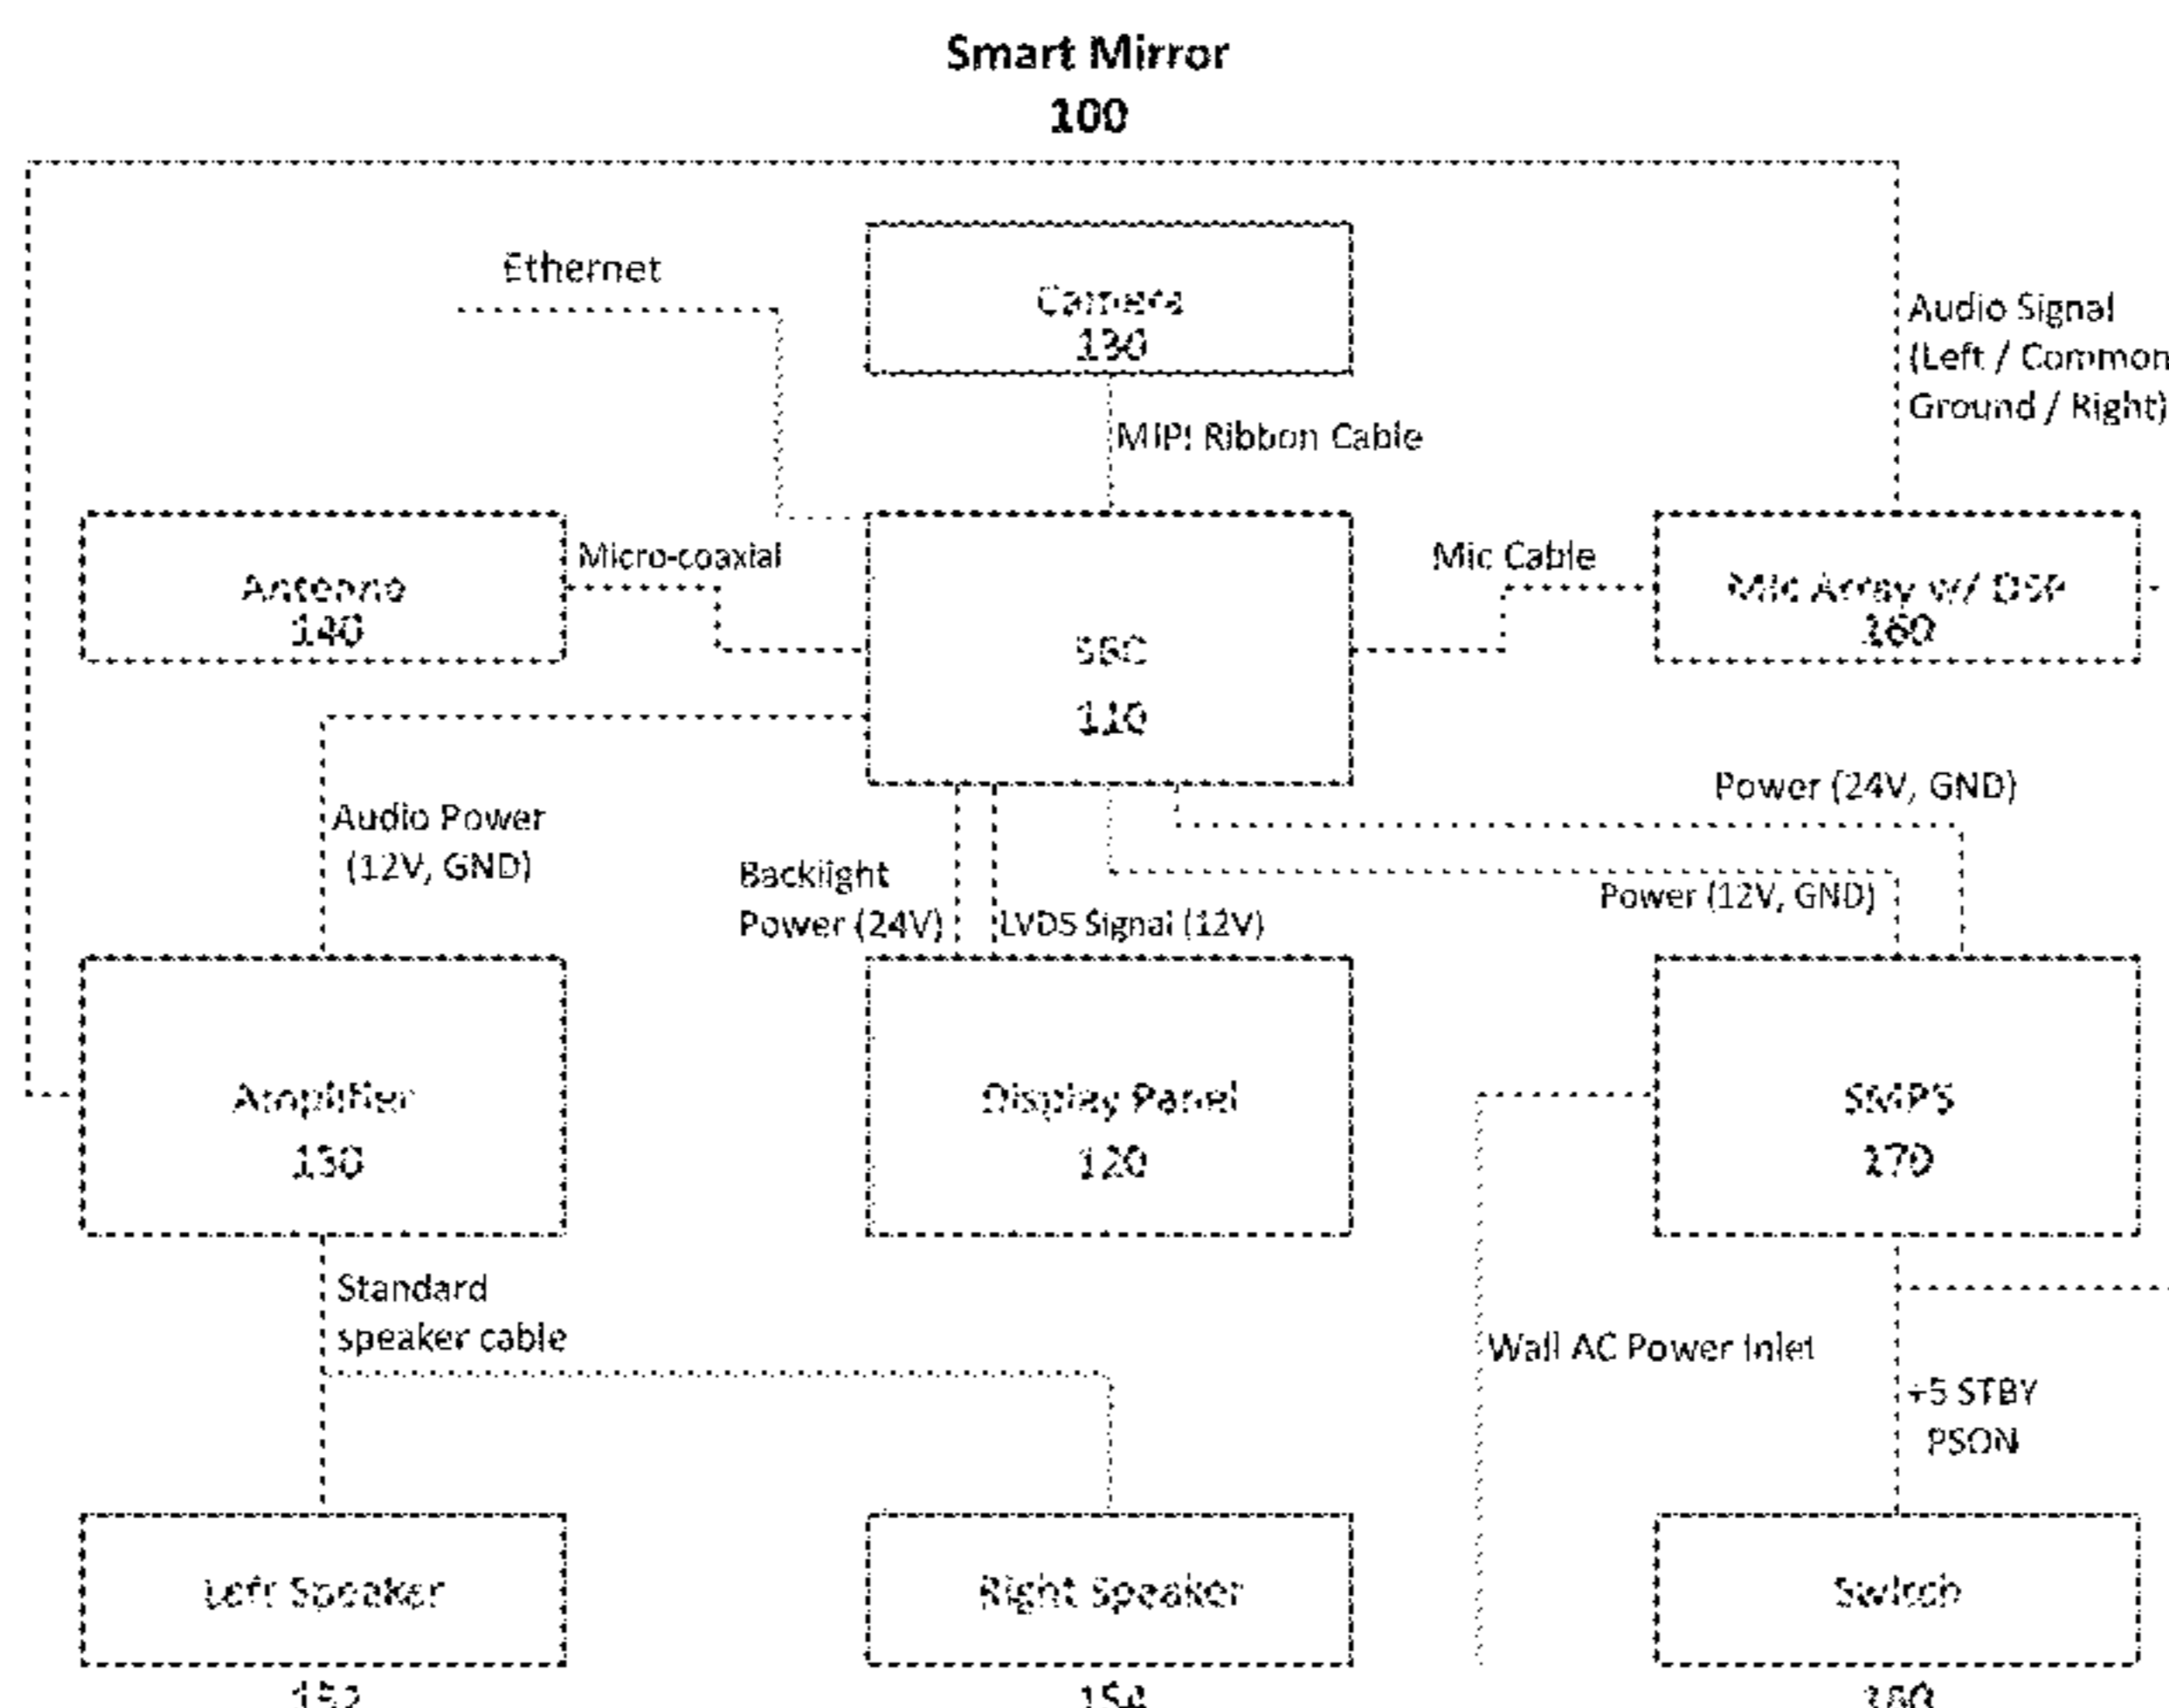 Smart Mirror
100
Ethernet
Camera
130
Audio Signal
(Left / Common
Ground / Right)
MIPI Ribbon Cable
Antenna
140
Micro-coaxial
SBC
110
Mic Cable
Mic Array w/ DSP
160
Audio Power
(12V, GND)
Backlight
Power (24V)
LVDS Signal (12V)
Power (24V, GND)
Power (12V, GND)
Amplifier
150
Display Panel
120
SMPS
170
Standard
speaker cable
Wall AC Power Inlet
+5 STBY
PSON
Left Speaker
152
Right Speaker
154
Switch
180